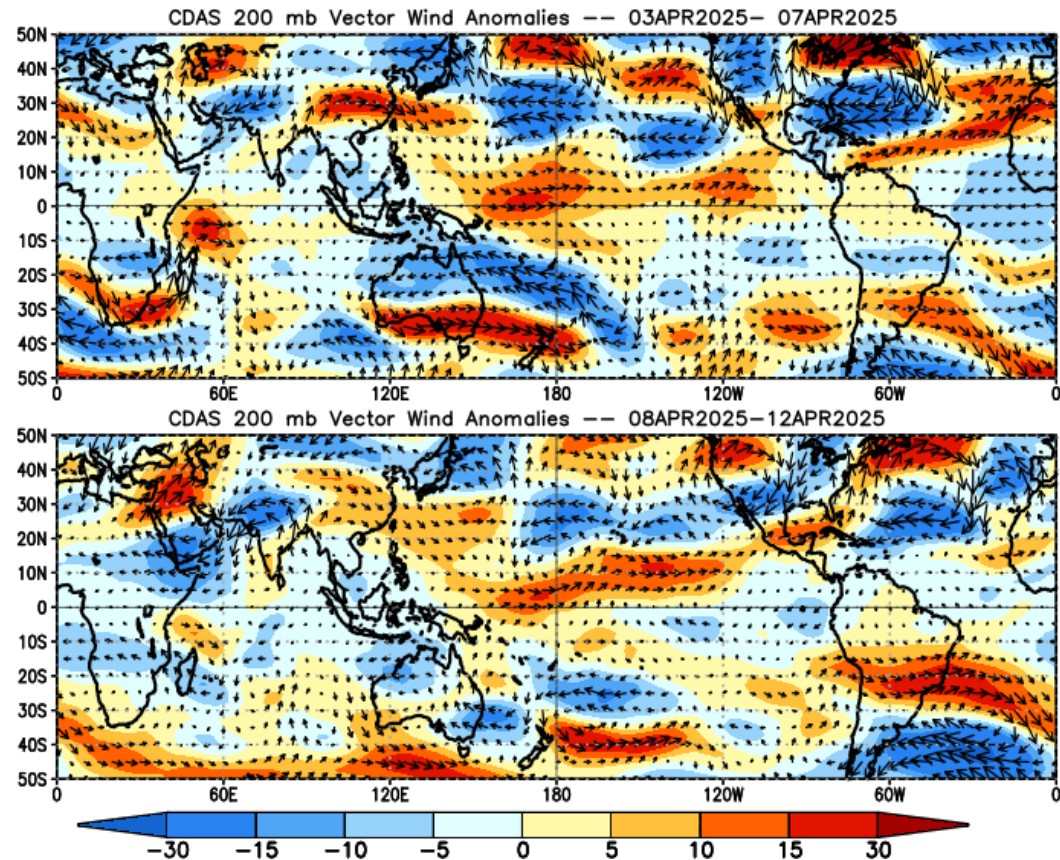 CDAS 200 mb Vector Wind Anomalies -- 03APR2025- 07APR2025
50N
40N
30N
20N
10N
0
10S
20S
30S
40S
50S
0 60E 120E 180 120W 60W 0
CDAS 200 mb Vector Wind Anomalies -- 08APR2025-12APR2025
50N
40N
30N
20N
10N
0
10S
20S
30S
40S
50S
0 60E 120E 180 120W 60W 0
-30 -15 -10 -5 0 5 10 15 30